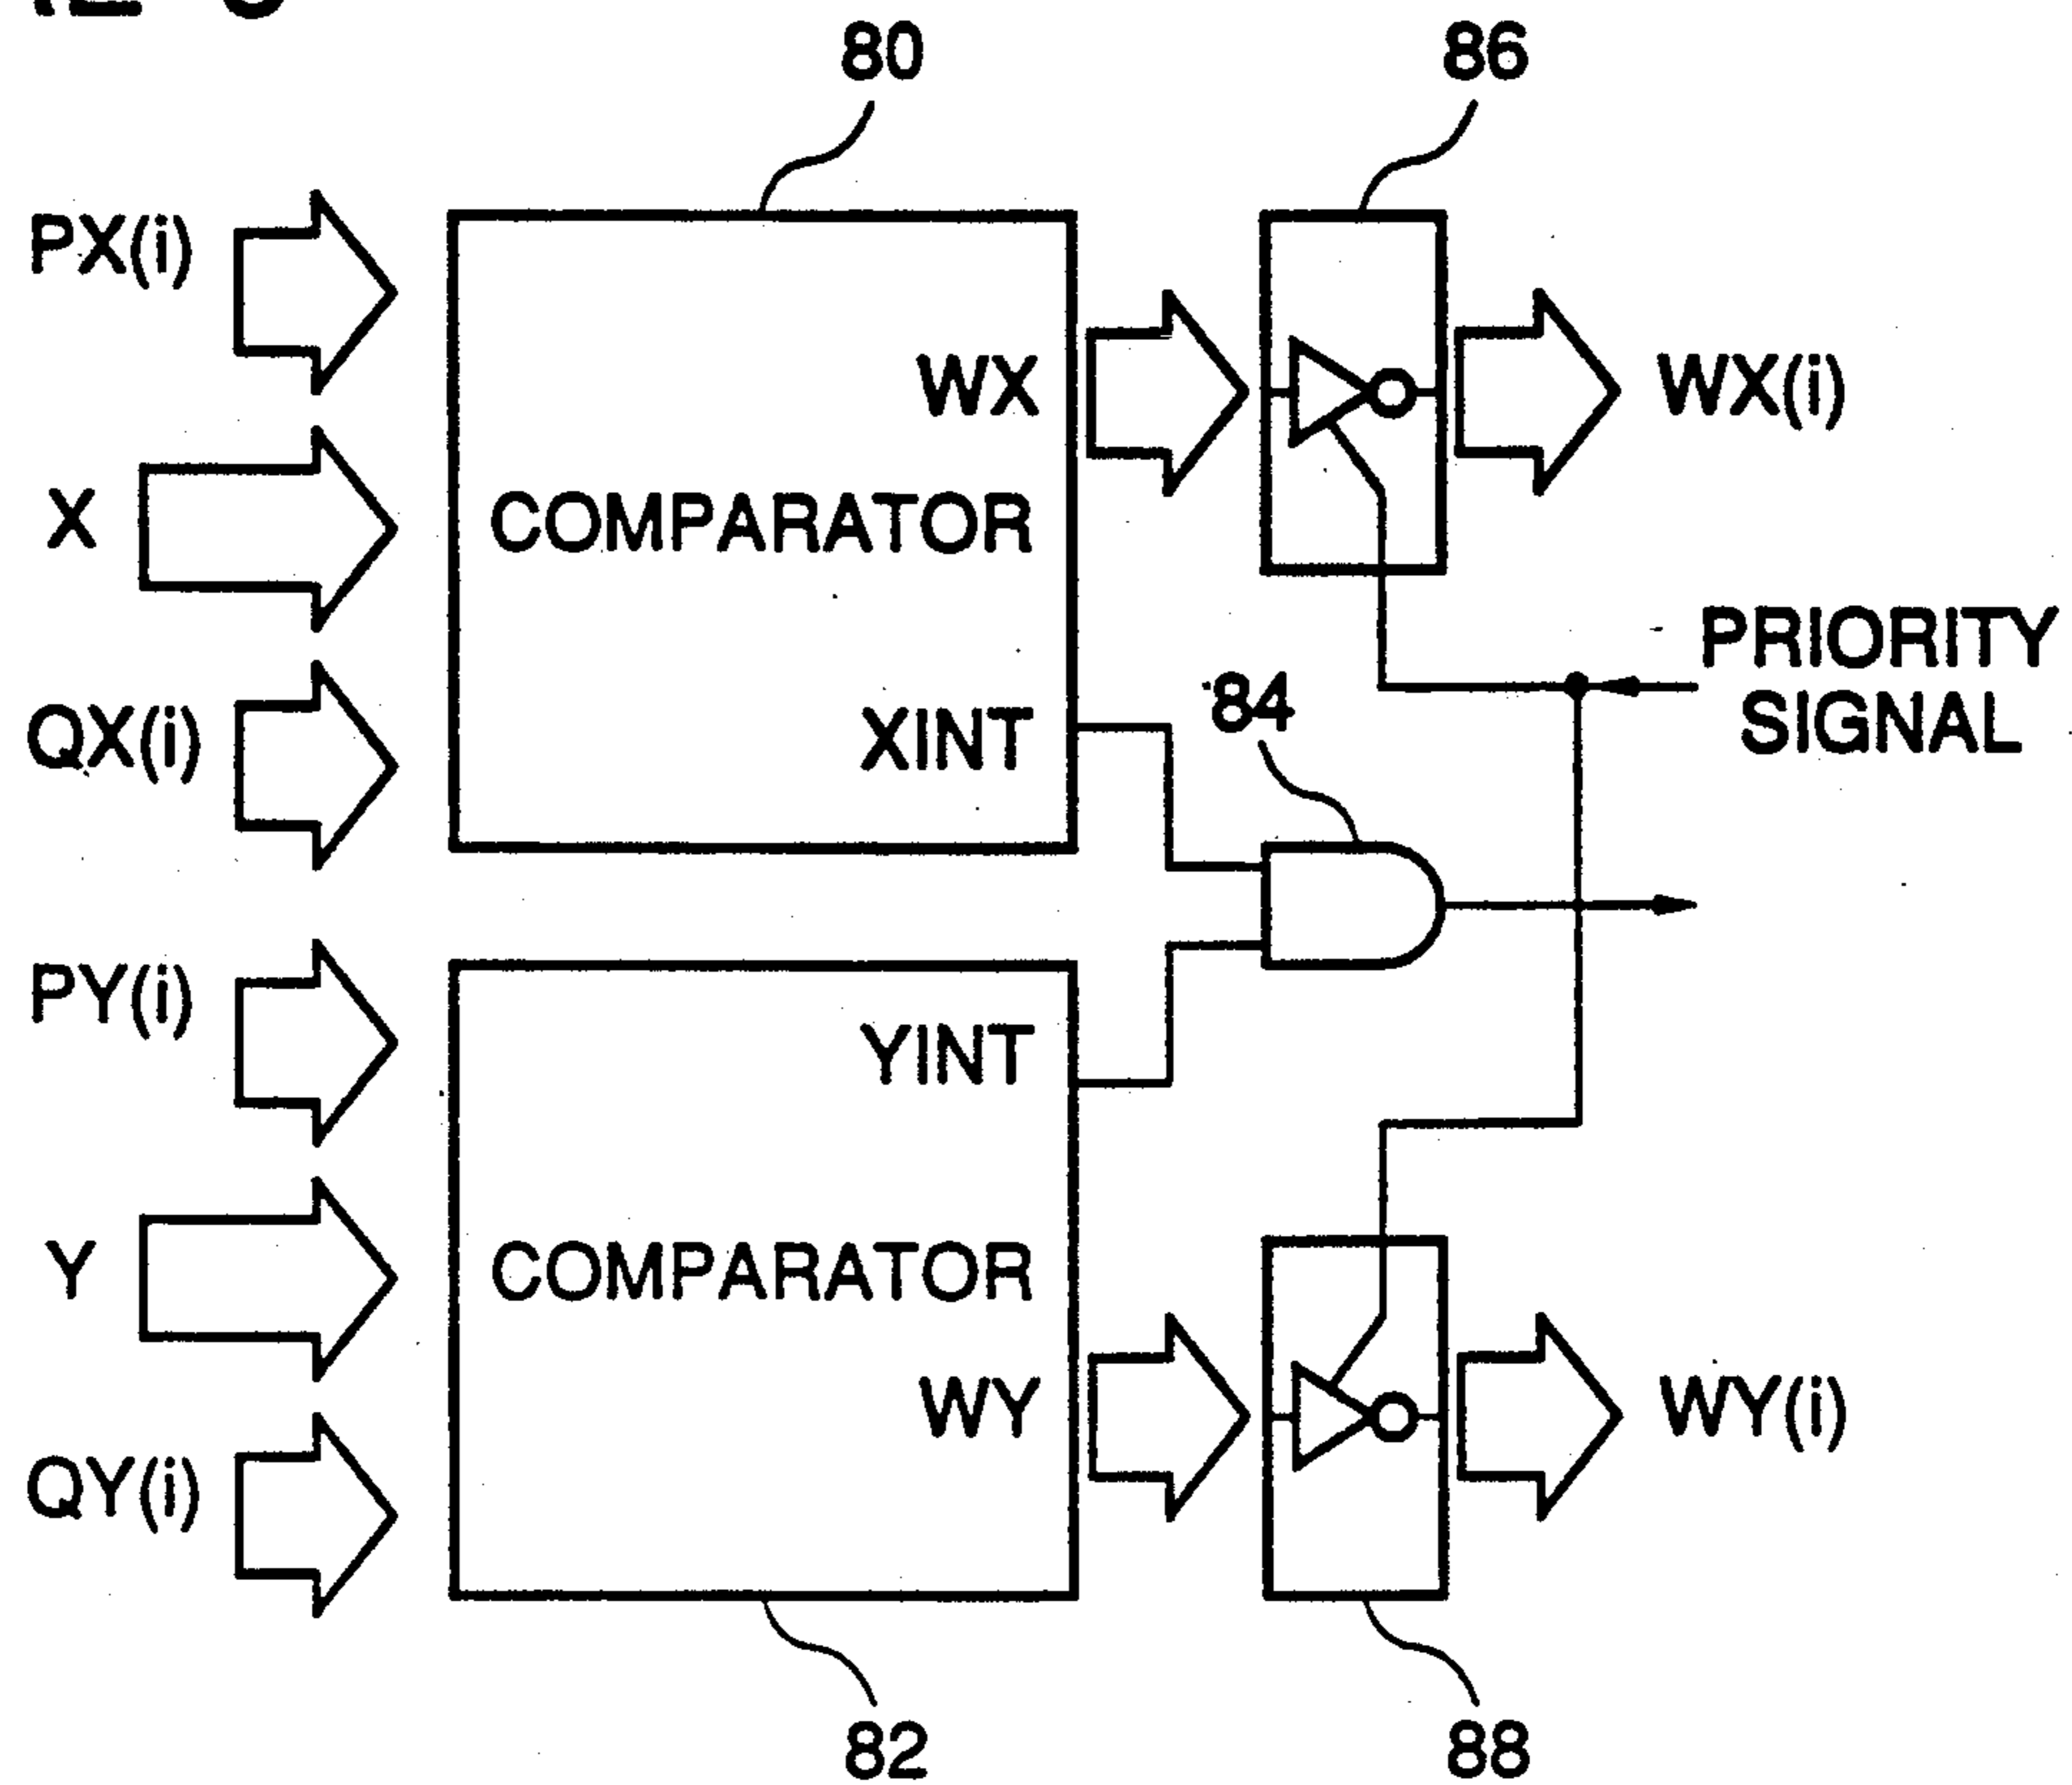 80
86
PX(i)
X
QX(i)
WX
COMPARATOR
XINT
WX(i)
PRIORITY
SIGNAL
84
PY(i)
Y
QY(i)
YINT
COMPARATOR
WY
WY(i)
82
88